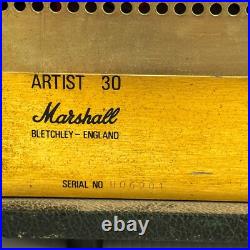 ARTIST 30
Marshall
BLETCHLEY - ENGLAND
SERIAL NO